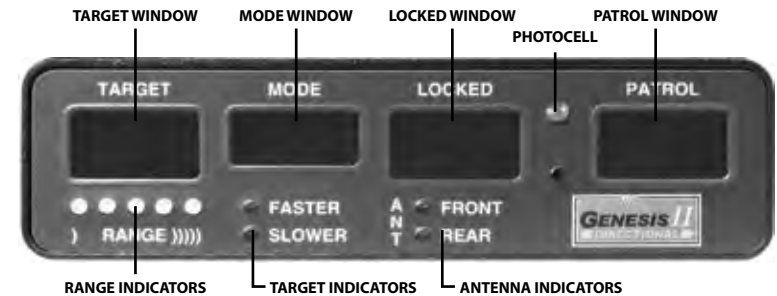 TARGET WINDOW MODE WINDOW LOCKED WINDOW PATROL WINDOW
PHOTOCELL
TARGET MODE LOCKED PATROL
FASTER
SLOWER
ANT
FRONT
REAR
) RANGE )))))
GENESIS II
DIRECTIONAL
RANGE INDICATORS TARGET INDICATORS ANTENNA INDICATORS